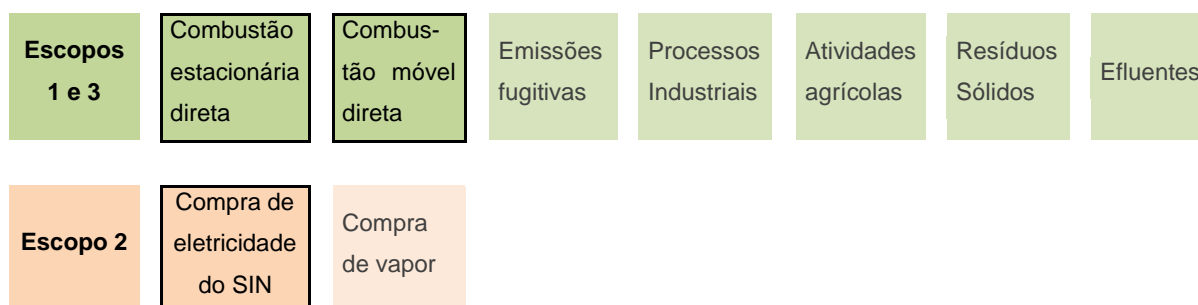 Escopos
1 e 3
Combustão
estacionária
direta
Combus-
tão móvel
direta
Emissões
fugitivas
Processos
Industriais
Atividades
agrícolas
Resíduos
Sólidos
Efluentes
Escopo 2
Compra de
eletricidade
do SIN
Compra
de vapor